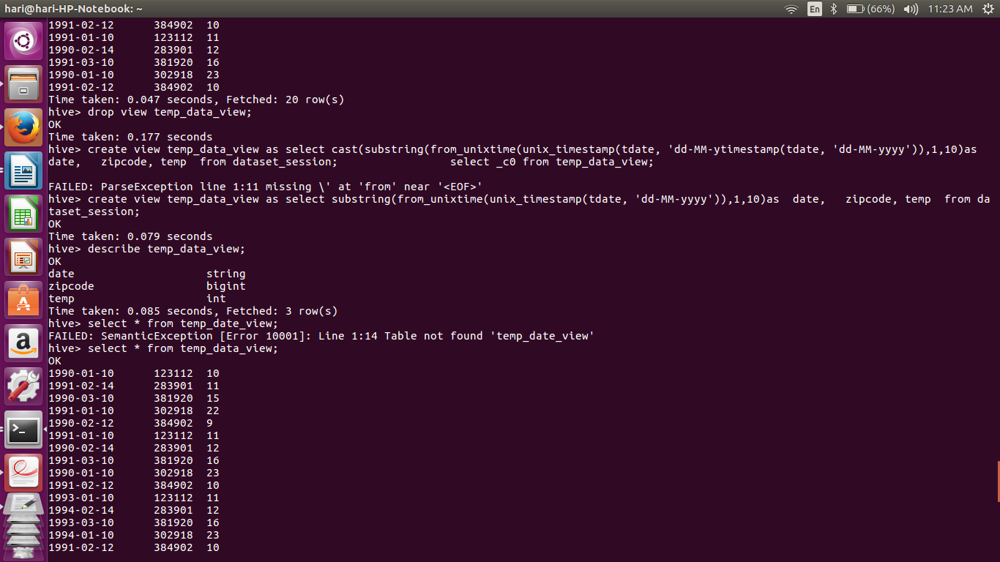 hari@hari-HP-Notebook: ~
En
(66%)
11:23 AM
1991-02-12 384902 10
1991-01-10 123112 11
1990-02-14 283901 12
1991-03-10 381920 16
1990-01-10 302918 23
1991-02-12 384902 10
Time taken: 0.047 seconds, Fetched: 20 row(s)
hive> drop view temp_data_view;
OK
Time taken: 0.177 seconds
hive> create view temp_data_view as select cast(substring(from_unixtime(unix_timestamp(tdate, 'dd-MM-ytimestamp(tdate, 'dd-MM-yyyy')),1,10)as
date,   zipcode, temp  from dataset_session;                 select _c0 from temp_data_view;
FAILED: ParseException line 1:11 missing \' at 'from' near '<EOF>'
hive> create view temp_data_view as select substring(from_unixtime(unix_timestamp(tdate, 'dd-MM-yyyy')),1,10)as  date,   zipcode, temp  from da
taset_session;
OK
Time taken: 0.079 seconds
hive> describe temp_data_view;
OK
date string
zipcode bigint
temp int
Time taken: 0.085 seconds, Fetched: 3 row(s)
hive> select * from temp_date_view;
FAILED: SemanticException [Error 10001]: Line 1:14 Table not found 'temp_date_view'
hive> select * from temp_data_view;
OK
1990-01-10 123112 10
1991-02-14 283901 11
1990-03-10 381920 15
1991-01-10 302918 22
1990-02-12 384902 9
1991-01-10 123112 11
1990-02-14 283901 12
1991-03-10 381920 16
1990-01-10 302918 23
1991-02-12 384902 10
1993-01-10 123112 11
1994-02-14 283901 12
1993-03-10 381920 16
1994-01-10 302918 23
1991-02-12 384902 10